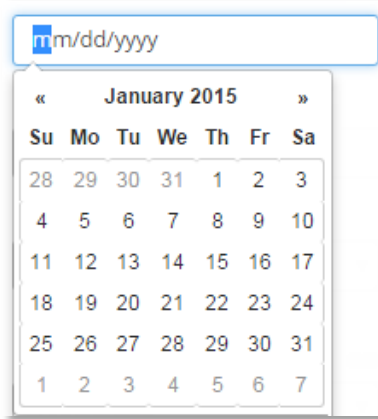 mm/dd/yyyy
« January 2015 »
Su Mo Tu We Th Fr Sa
28 29 30 31 1 2 3
4 5 6 7 8 9 10
11 12 13 14 15 16 17
18 19 20 21 22 23 24
25 26 27 28 29 30 31
1 2 3 4 5 6 7